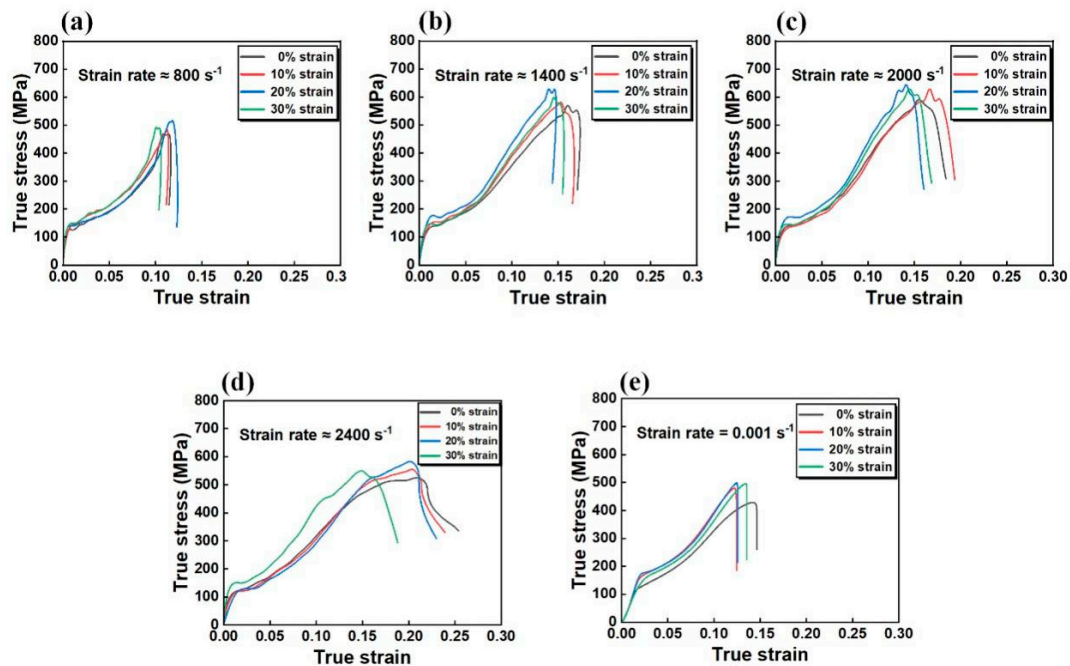 (a)
800
700
600
500
400
300
200
100
0
True stress (MPa)
Strain rate ≈ 800 s⁻¹
0% strain
10% strain
20% strain
30% strain
0.00 0.05 0.10 0.15 0.20 0.25 0.3
True strain
(b)
800
700
600
500
400
300
200
100
0
True stress (MPa)
Strain rate ≈ 1400 s⁻¹
0% strain
10% strain
20% strain
30% strain
0.00 0.05 0.10 0.15 0.20 0.25 0.3
True strain
(c)
800
700
600
500
400
300
200
100
0
True stress (MPa)
Strain rate ≈ 2000 s⁻¹
0% strain
10% strain
20% strain
30% strain
0.00 0.05 0.10 0.15 0.20 0.25 0.3
True strain
(d)
800
700
600
500
400
300
200
100
0
True stress (MPa)
Strain rate ≈ 2400 s⁻¹
0% strain
10% strain
20% strain
30% strain
0.00 0.05 0.10 0.15 0.20 0.25 0.30
True strain
(e)
800
700
600
500
400
300
200
100
0
True stress (MPa)
Strain rate = 0.001 s⁻¹
0% strain
10% strain
20% strain
30% strain
0.00 0.05 0.10 0.15 0.20 0.25 0.30
True strain